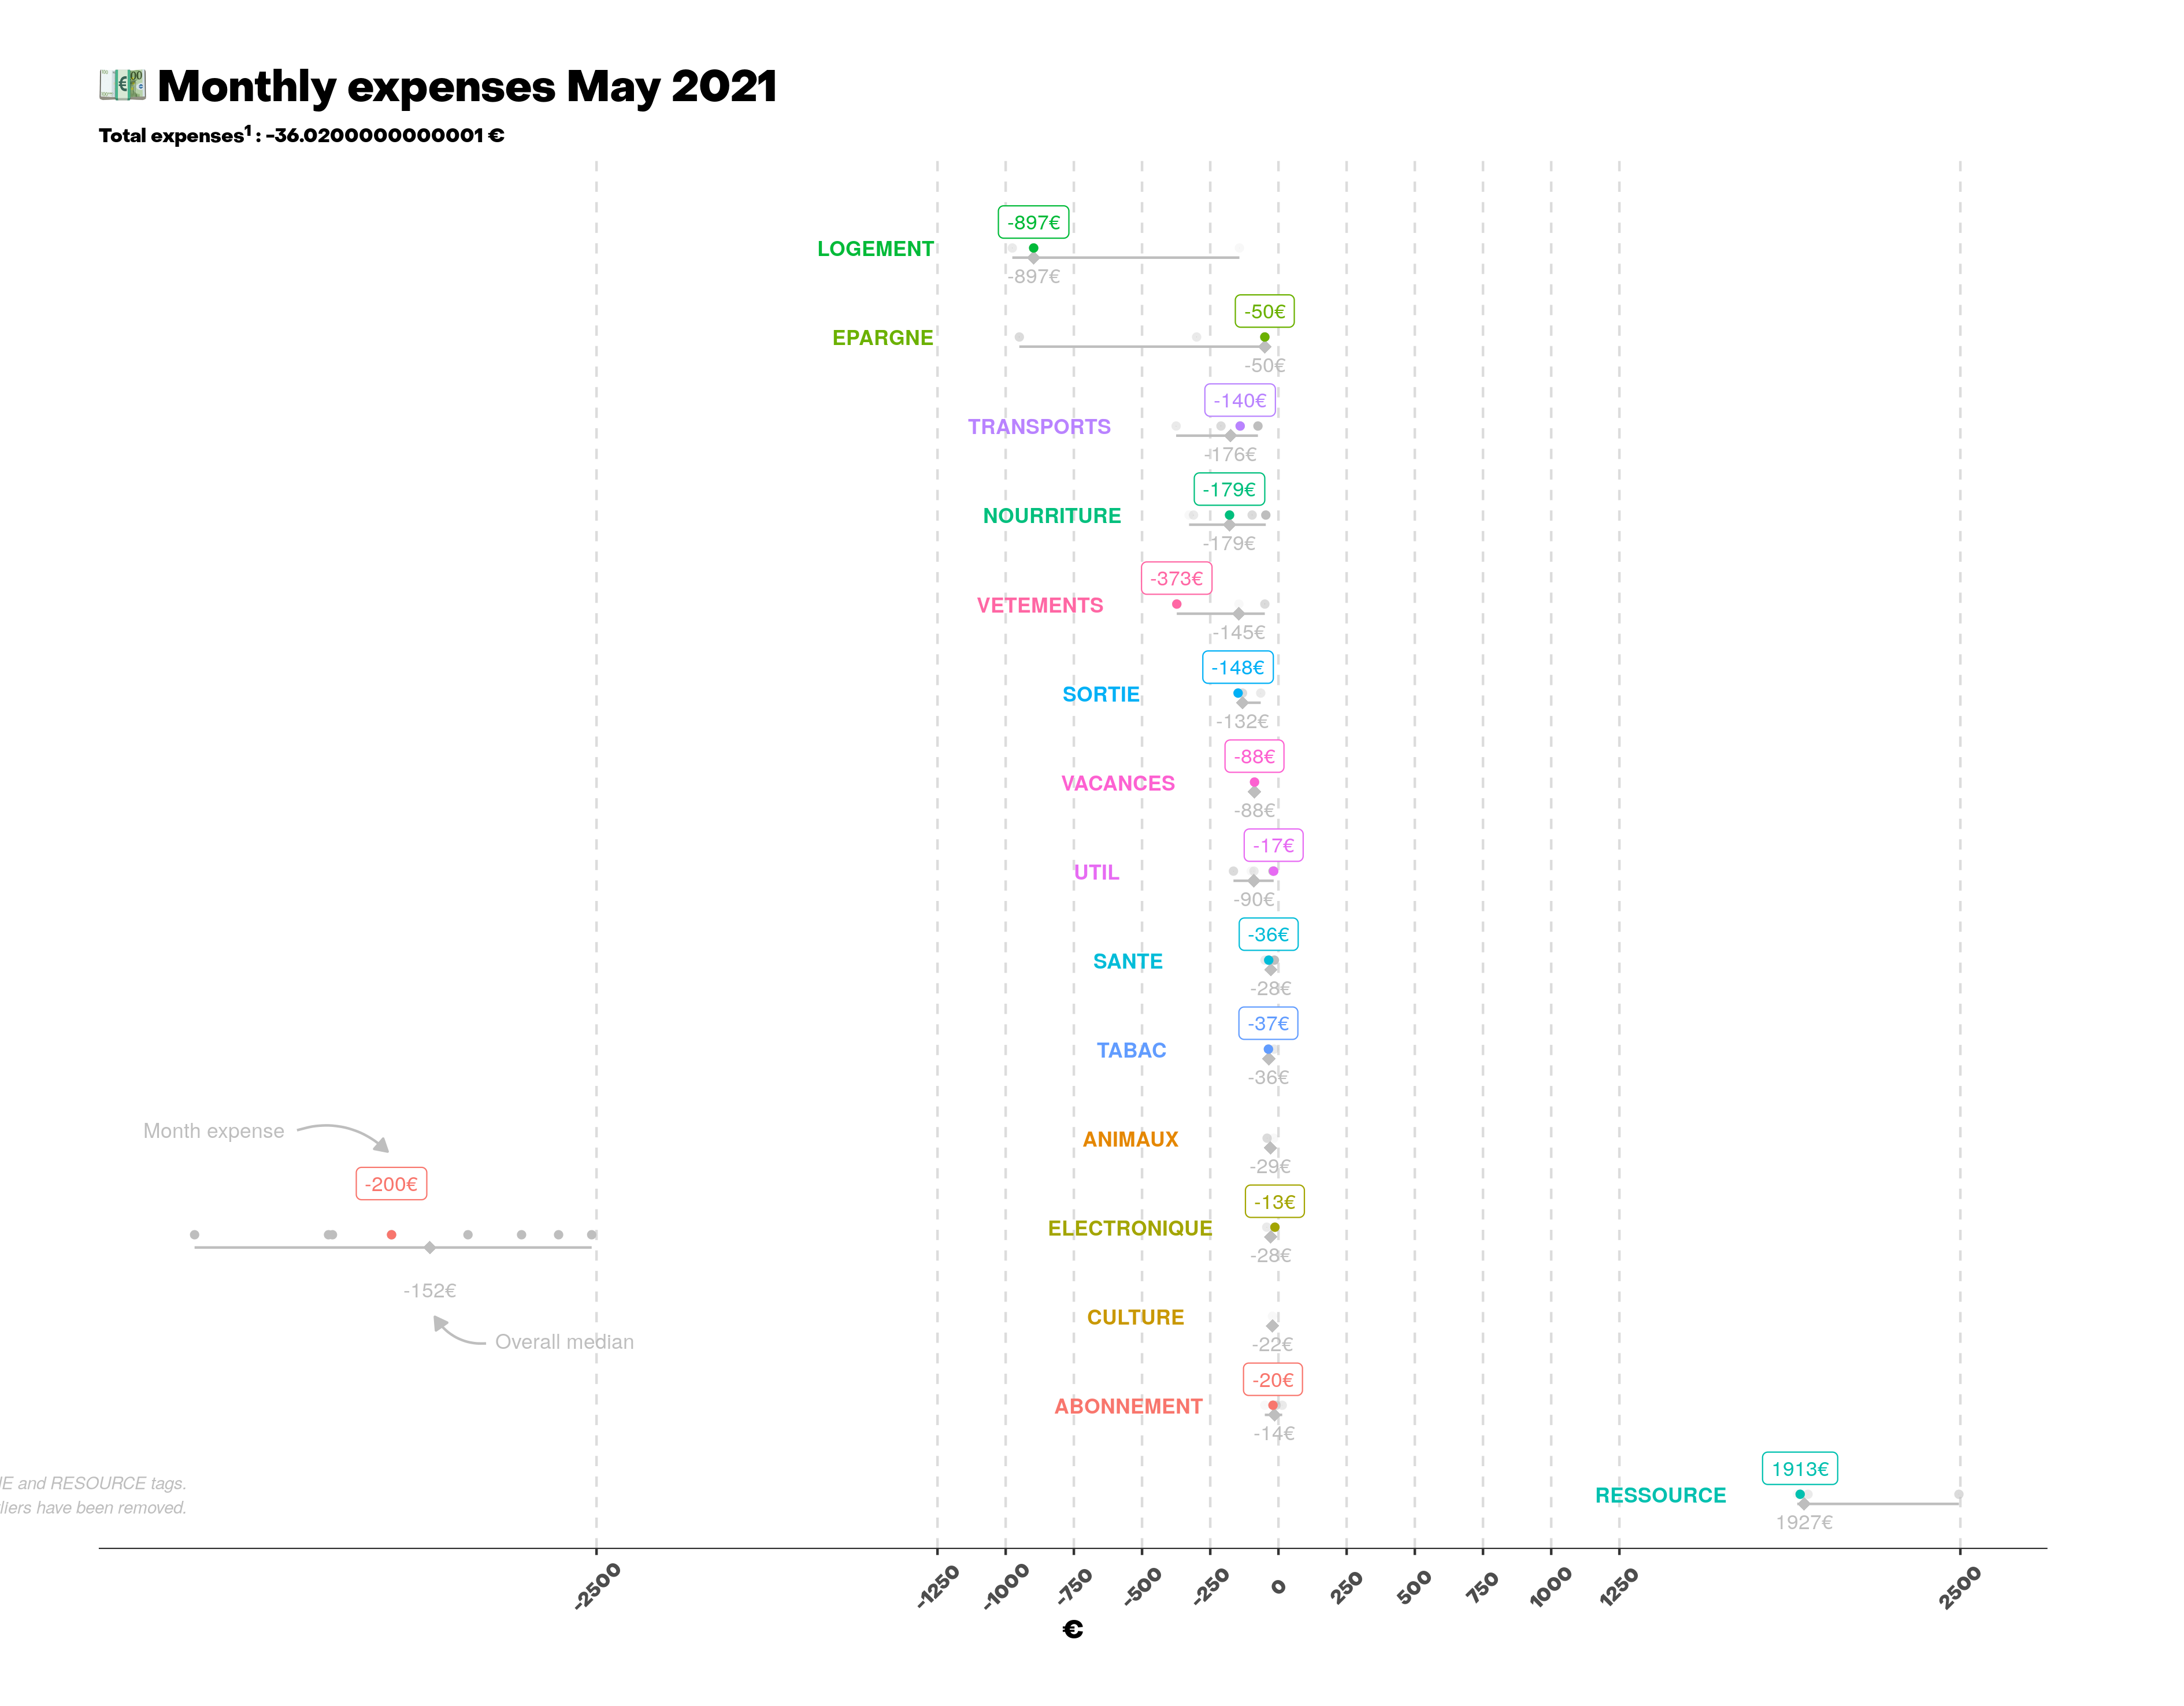 Monthly expenses May 2021
Total expenses1 : -36.0200000000001 €
-897€
LOGEMENT
-897€
-50€
EPARGNE
-50€
-140€
TRANSPORTS
-176€
-179€
NOURRITURE
-179€
-373€
VETEMENTS
-145€
-148€
SORTIE
-132€
-88€
VACANCES
-88€
-17€
UTIL
-90€
-36€
SANTE
-28€
-37€
TABAC
-36€
Month expense
ANIMAUX
-29€
-200€
-13€
ELECTRONIQUE
-28€
-152€
CULTURE
-22€
Overall median
-20€
ABONNEMENT
-14€
1913€
RESSOURCE
1927€
and RESOURCE tags.
have been removed.
-2500 -1250 -1000 -750 -500 -250 0 250 500 750 1000 1250 2500
€